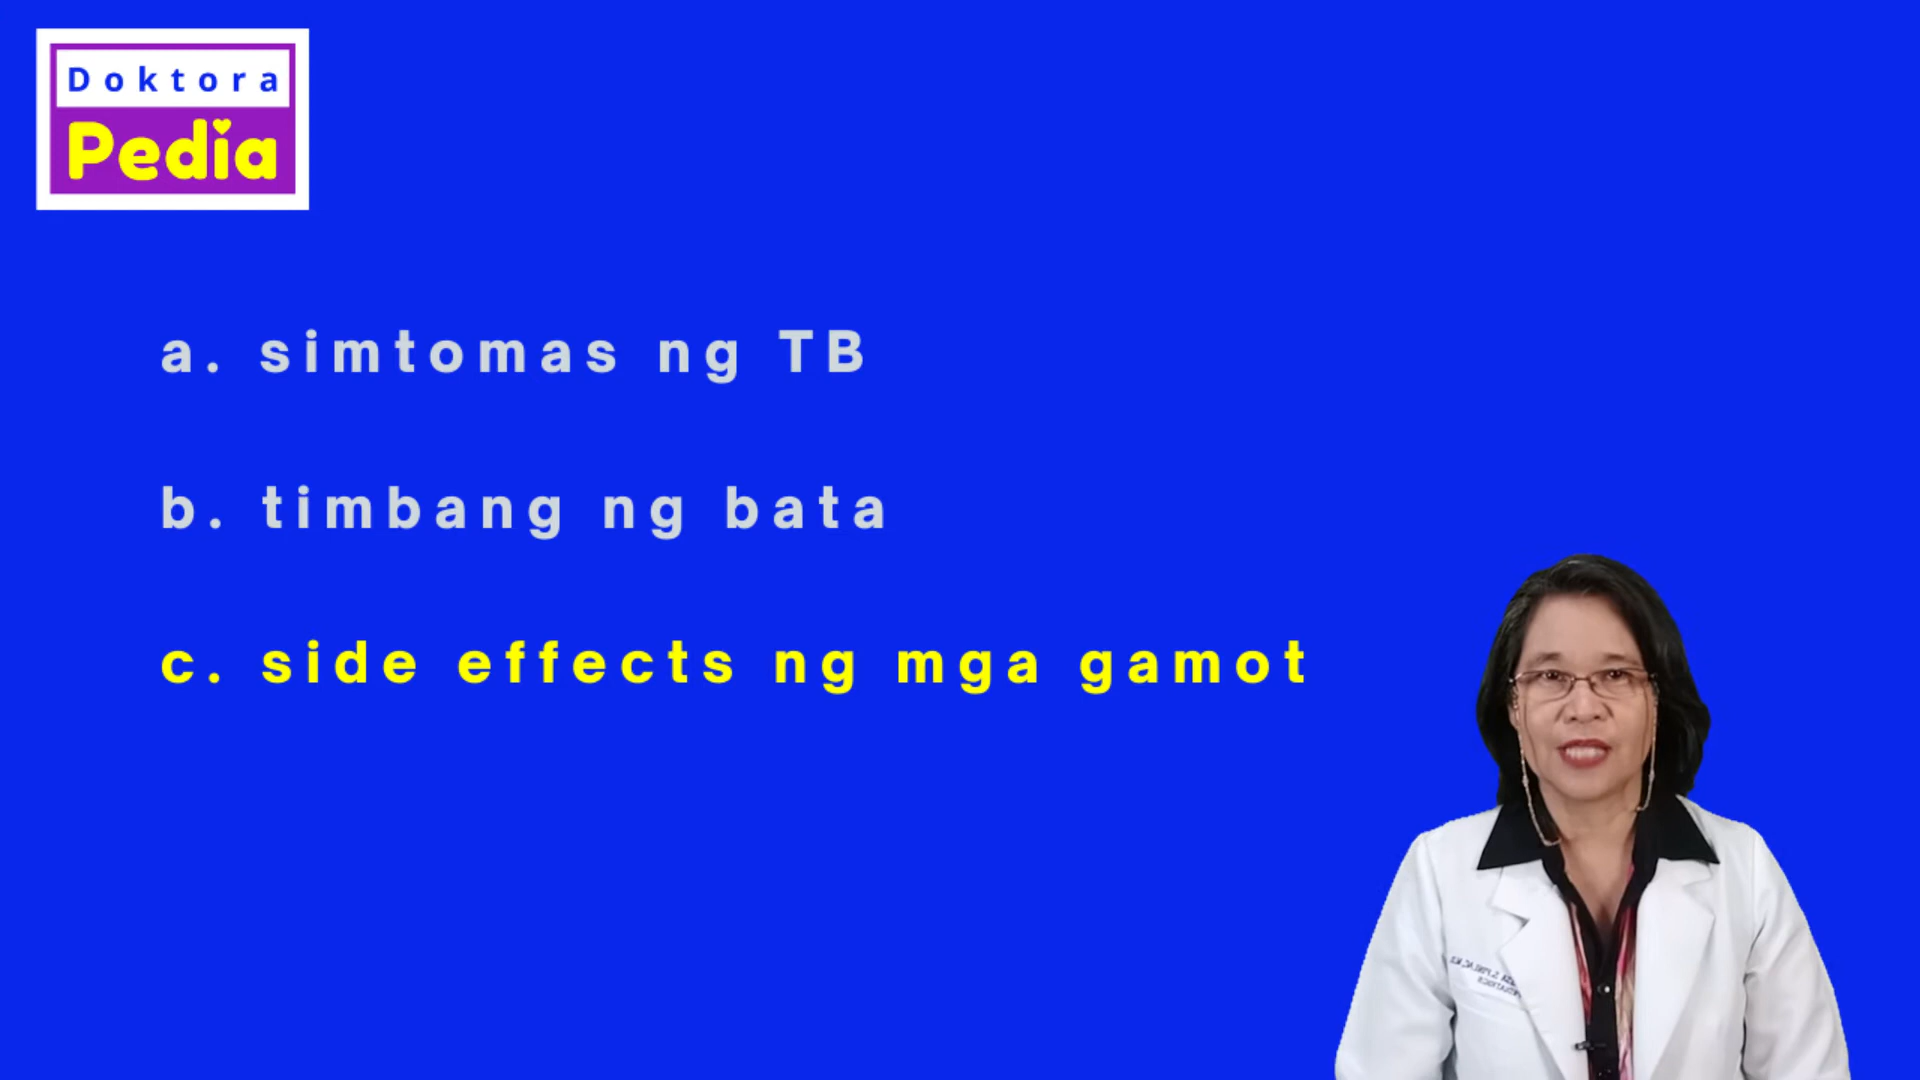 Doktora
Pedia
a. simtomas ng TB
b. timbang ng bata
c. side effects ng mga gamot